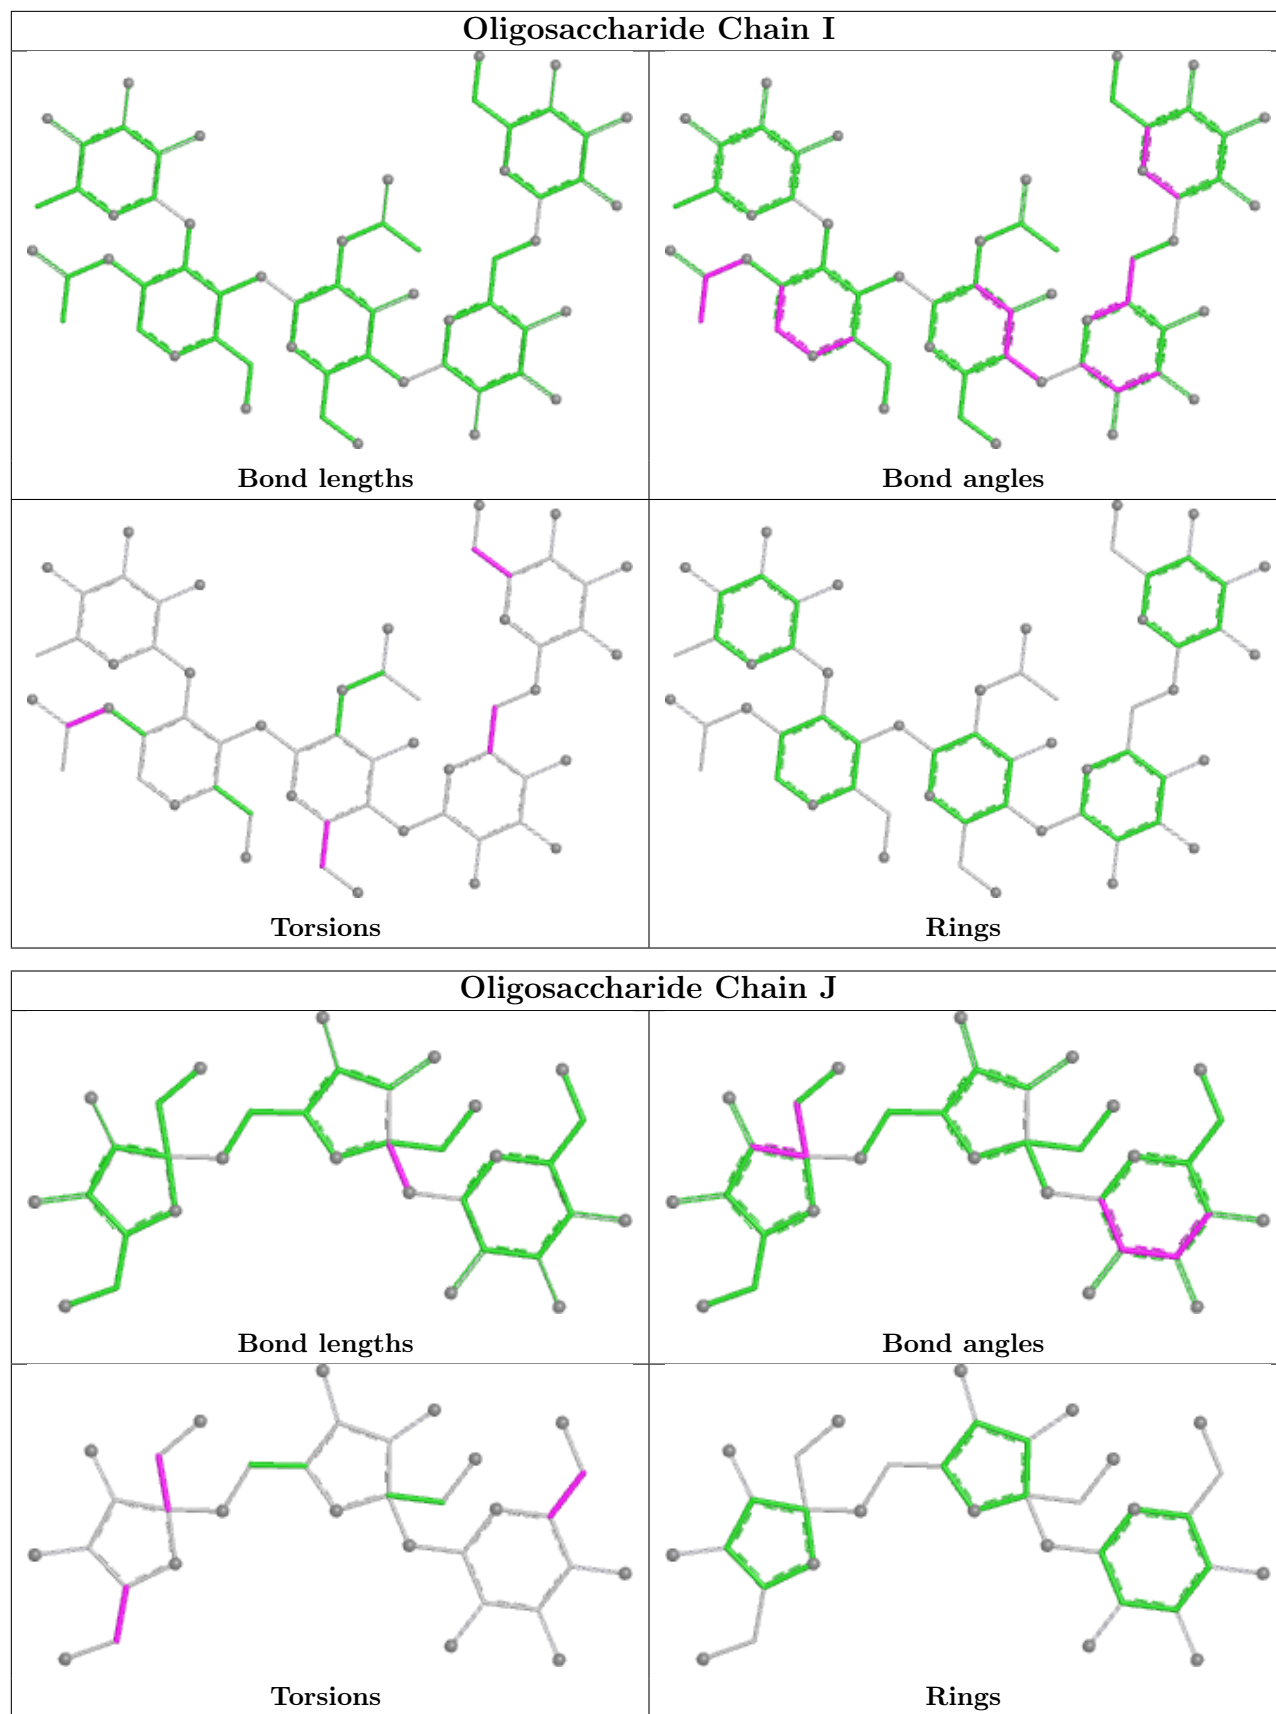 Oligosaccharide Chain I
Bond lengths
Bond angles
Torsions
Rings
Oligosaccharide Chain J
Bond lengths
Bond angles
Torsions
Rings